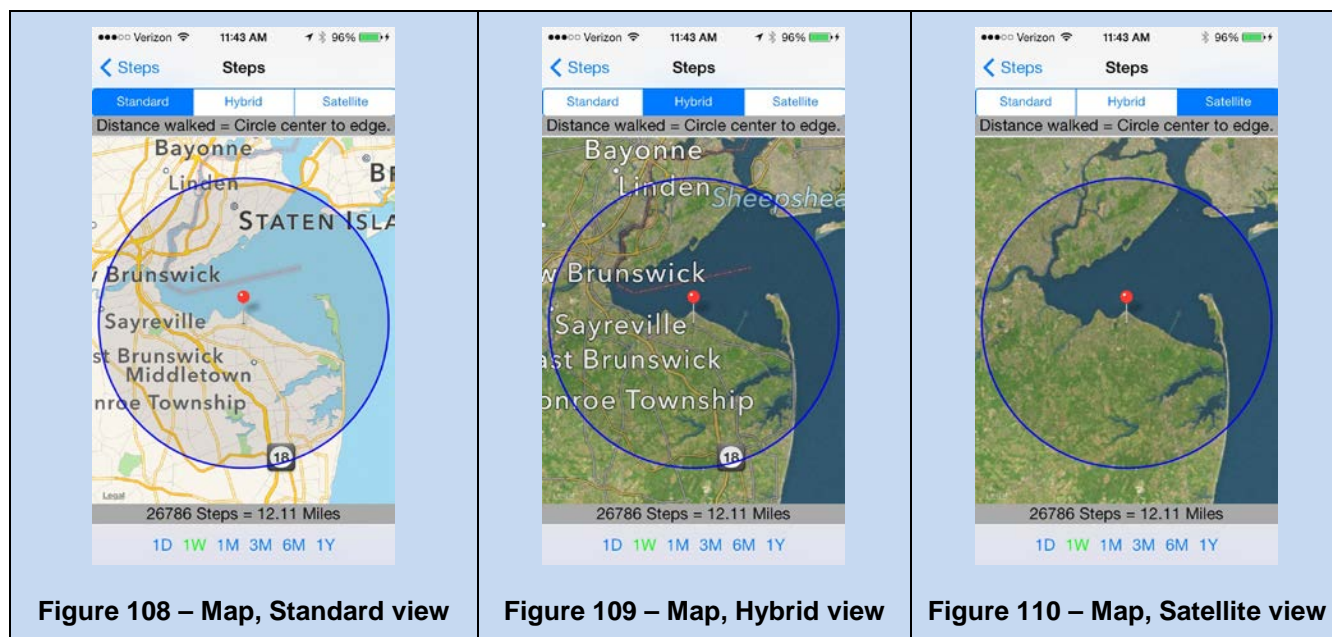 Verizon 11:43 AM 96%
Steps Steps
Standard Hybrid Satellite
Distance walked = Circle center to edge.
Bayonne
Linden
STATEN ISLA
Brunswick
Sayreville
st Brunswick
Middletown
nroe Township
18
Legal
26786 Steps = 12.11 Miles
1D 1W 1M 3M 6M 1Y
Figure 108 – Map, Standard view
Verizon 11:43 AM 96%
Steps Steps
Standard Hybrid Satellite
Distance walked = Circle center to edge.
Bayonne
Linden
Sheepshea
w Brunswick
Sayreville
ast Brunswick
onroe Township
18
26786 Steps = 12.11 Miles
1D 1W 1M 3M 6M 1Y
Figure 109 – Map, Hybrid view
Verizon 11:43 AM 96%
Steps Steps
Standard Hybrid Satellite
Distance walked = Circle center to edge.
26786 Steps = 12.11 Miles
1D 1W 1M 3M 6M 1Y
Figure 110 – Map, Satellite view